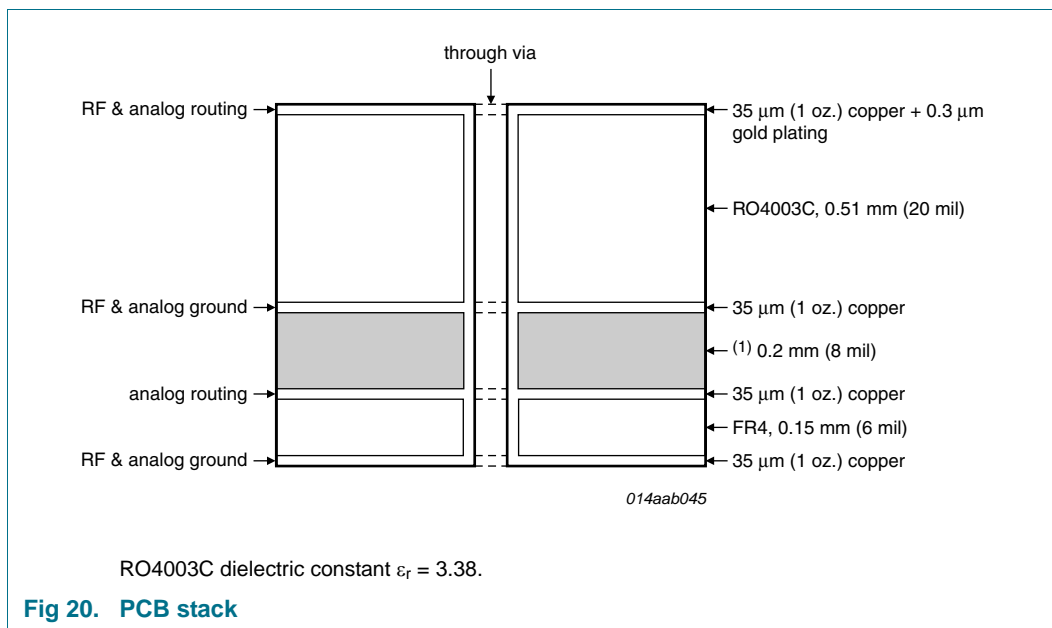 through via
RF & analog routing
35 μm (1 oz.) copper + 0.3 μm
gold plating
RO4003C, 0.51 mm (20 mil)
RF & analog ground
35 μm (1 oz.) copper
(1) 0.2 mm (8 mil)
analog routing
35 μm (1 oz.) copper
FR4, 0.15 mm (6 mil)
RF & analog ground
35 μm (1 oz.) copper
014aab045
RO4003C dielectric constant εr = 3.38.
Fig 20. PCB stack